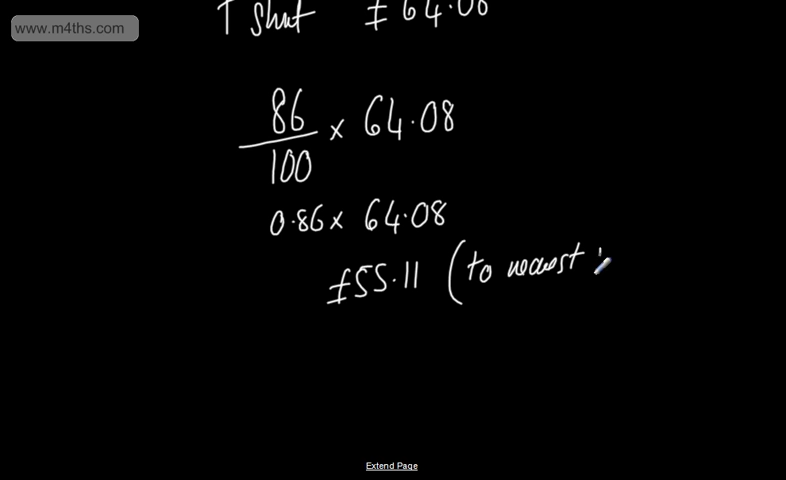 www.m4ths.com
T Shirt £64.08
86
100
× 64.08
0.86 × 64.08
£55.11 (to nearest
Extend Page